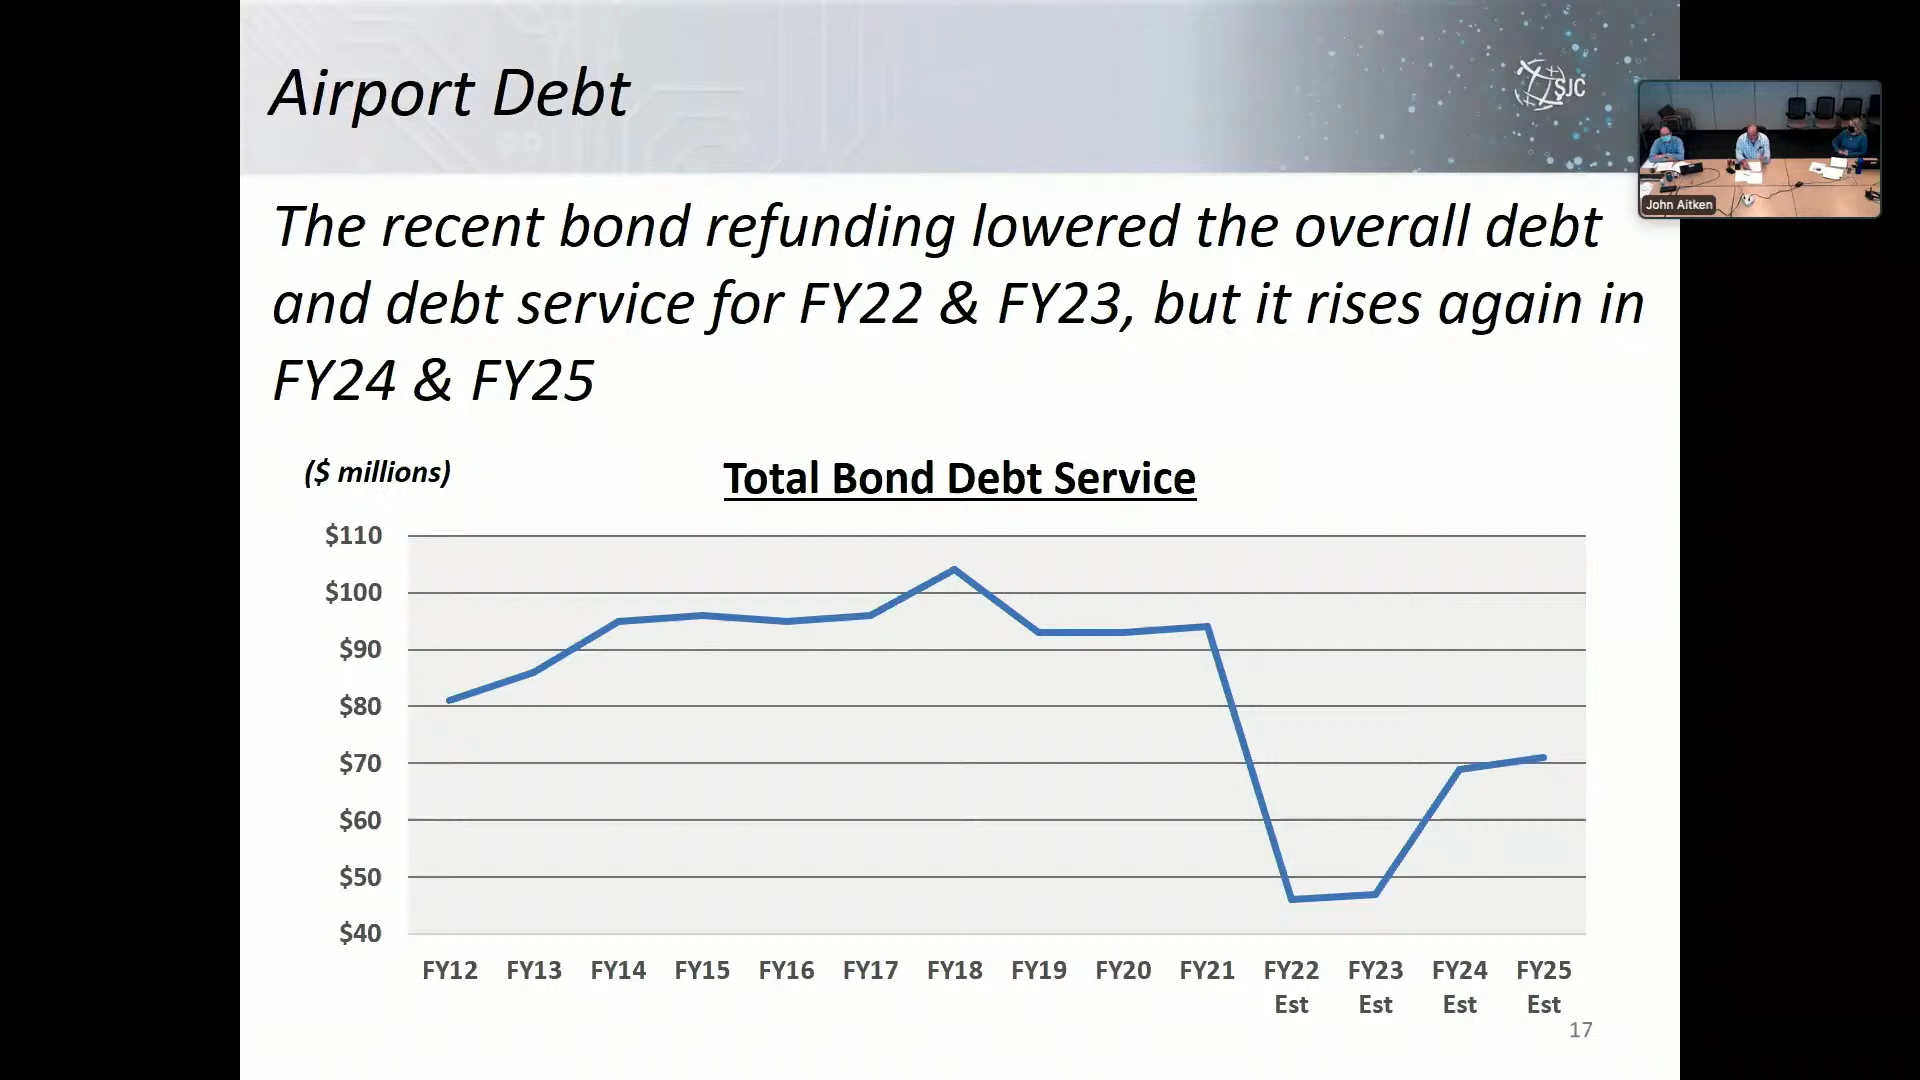 Airport Debt
SJC
John Aitken
The recent bond refunding lowered the overall debt
and debt service for FY22 & FY23, but it rises again in
FY24 & FY25
($ millions)
Total Bond Debt Service
$110
$100
$90
$80
$70
$60
$50
$40
FY12 FY13 FY14 FY15 FY16 FY17 FY18 FY19 FY20 FY21 FY22 FY23 FY24 FY25
Est Est Est Est
17